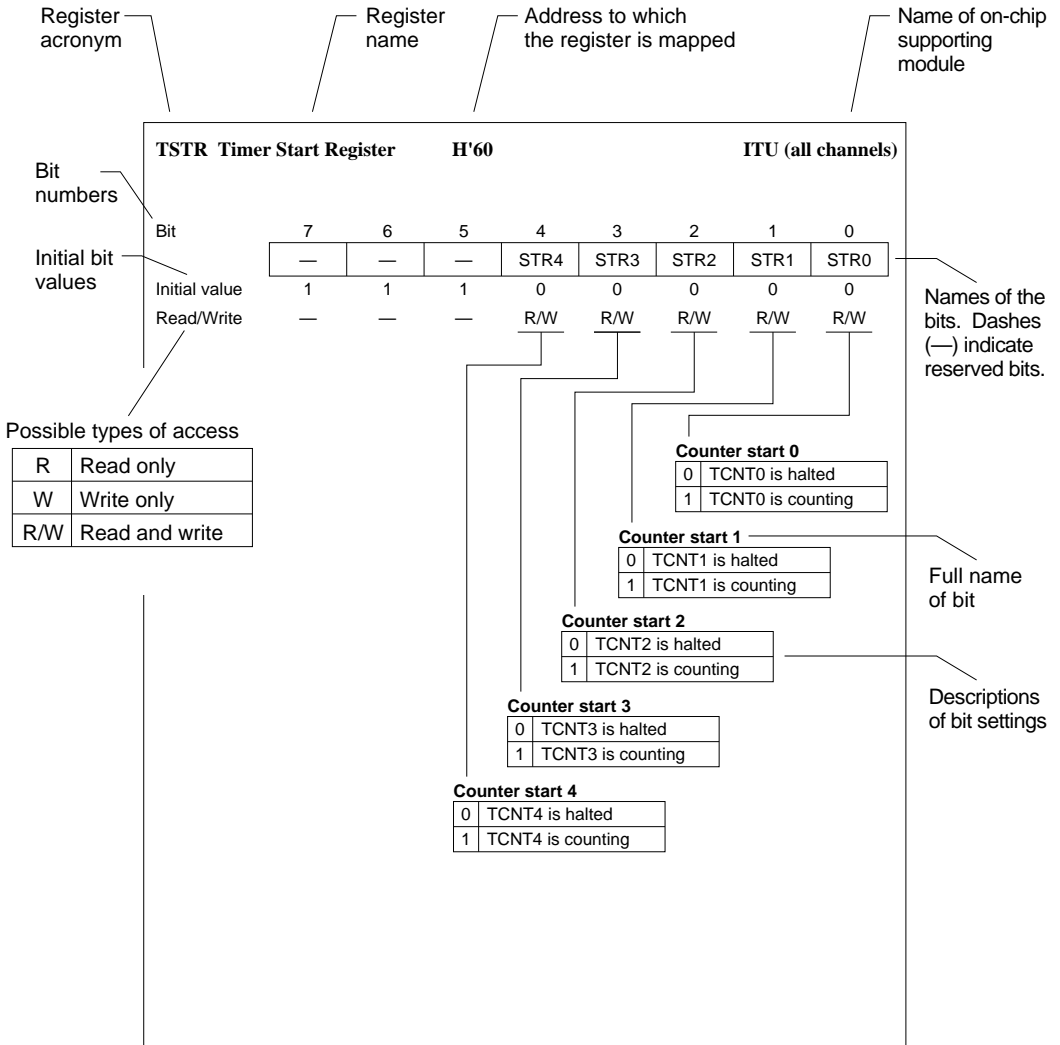 Register
acronym
Register
name
Address to which
the register is mapped
Name of on-chip
supporting
module
TSTR Timer Start Register H'60 ITU (all channels)
Bit
numbers
Bit 7 6 5 4 3 2 1 0
Initial bit
values
— — — STR4 STR3 STR2 STR1 STR0
Initial value 1 1 1 0 0 0 0 0
Read/Write — — — R/W R/W R/W R/W R/W
Names of the
bits. Dashes
(—) indicate
reserved bits.
Possible types of access
R Read only
W Write only
R/W Read and write
Counter start 0
0 TCNT0 is halted
1 TCNT0 is counting
Counter start 1
0 TCNT1 is halted
1 TCNT1 is counting
Full name
of bit
Counter start 2
0 TCNT2 is halted
1 TCNT2 is counting
Descriptions
of bit settings
Counter start 3
0 TCNT3 is halted
1 TCNT3 is counting
Counter start 4
0 TCNT4 is halted
1 TCNT4 is counting